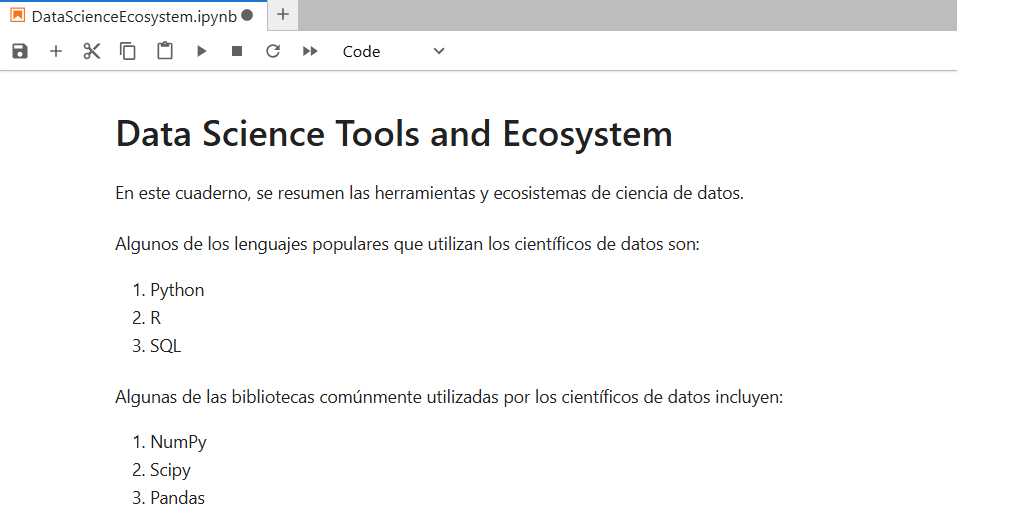 DataScienceEcosystem.ipynb
Code
Data Science Tools and Ecosystem
En este cuaderno, se resumen las herramientas y ecosistemas de ciencia de datos.
Algunos de los lenguajes populares que utilizan los científicos de datos son:
1. Python
2. R
3. SQL
Algunas de las bibliotecas comúnmente utilizadas por los científicos de datos incluyen:
1. NumPy
2. Scipy
3. Pandas